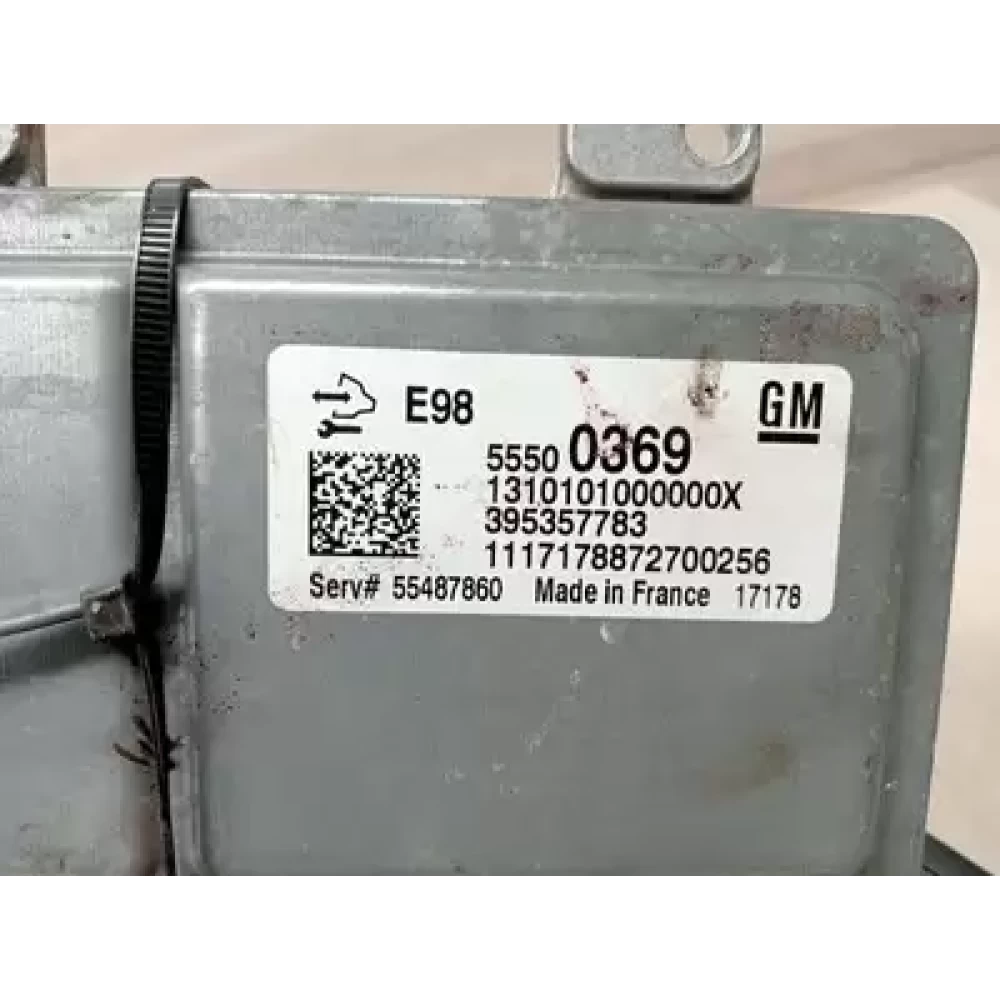 E98
GM
5550 0369
1310101000000X
395357783
1117178872700256
Serv# 55487860 Made in France 17178